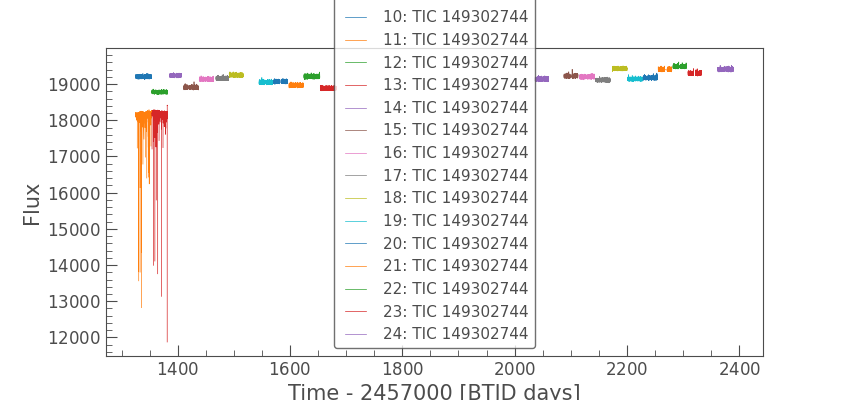 10: TIC 149302744
11: TIC 149302744
12: TIC 149302744
13: TIC 149302744
14: TIC 149302744
15: TIC 149302744
16: TIC 149302744
17: TIC 149302744
18: TIC 149302744
19: TIC 149302744
20: TIC 149302744
21: TIC 149302744
22: TIC 149302744
23: TIC 149302744
24: TIC 149302744
19000
18000
17000
16000
15000
14000
13000
12000
Flux
1400 1600 1800 2000 2200 2400
Time - 2457000 [BTJD days]